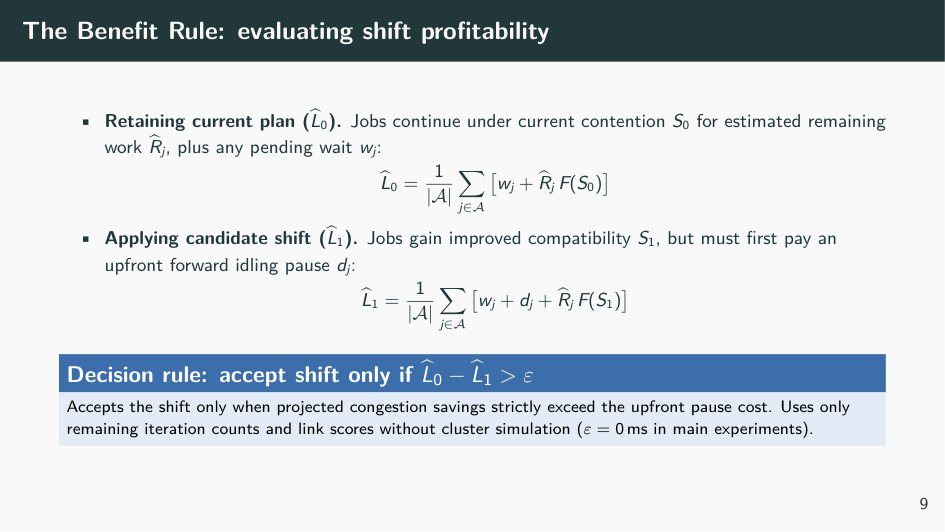 The Benefit Rule: evaluating shift profitability
▪ Retaining current plan (L̂₀). Jobs continue under current contention S₀ for estimated remaining
work R̂ⱼ, plus any pending wait wⱼ:
L̂₀ = 1/|𝒜| ∑_{j∈𝒜} [wⱼ + R̂ⱼ F(S₀)]
▪ Applying candidate shift (L̂₁). Jobs gain improved compatibility S₁, but must first pay an
upfront forward idling pause dⱼ:
L̂₁ = 1/|𝒜| ∑_{j∈𝒜} [wⱼ + dⱼ + R̂ⱼ F(S₁)]
Decision rule: accept shift only if L̂₀ − L̂₁ > ε
Accepts the shift only when projected congestion savings strictly exceed the upfront pause cost. Uses only
remaining iteration counts and link scores without cluster simulation (ε = 0 ms in main experiments).
9